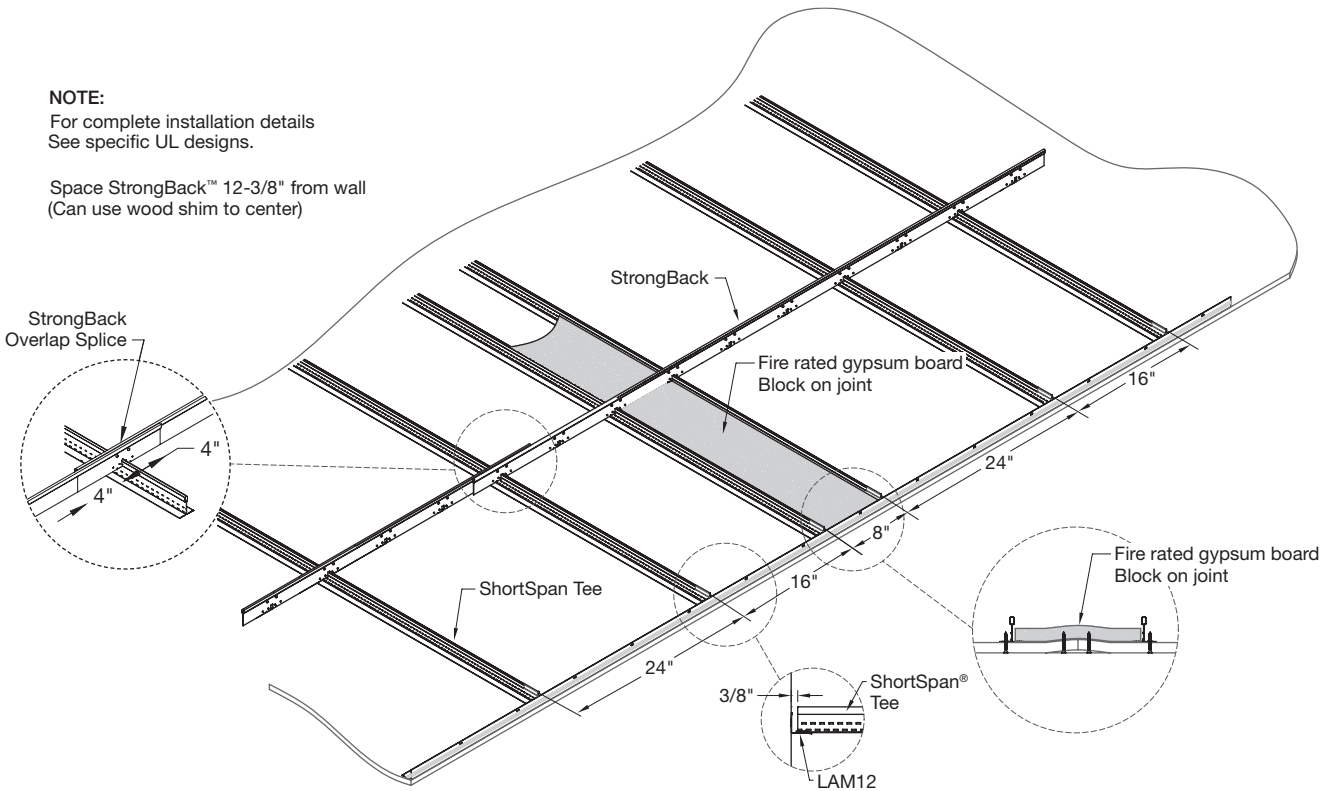 NOTE:
For complete installation details
See specific UL designs.
Space StrongBack™ 12-3/8" from wall
(Can use wood shim to center)
StrongBack
StrongBack
Overlap Splice
Fire rated gypsum board
Block on joint
16"
4"
4"
24"
8"
Fire rated gypsum board
Block on joint
16"
ShortSpan Tee
24"
3/8"
ShortSpan®
Tee
LAM12